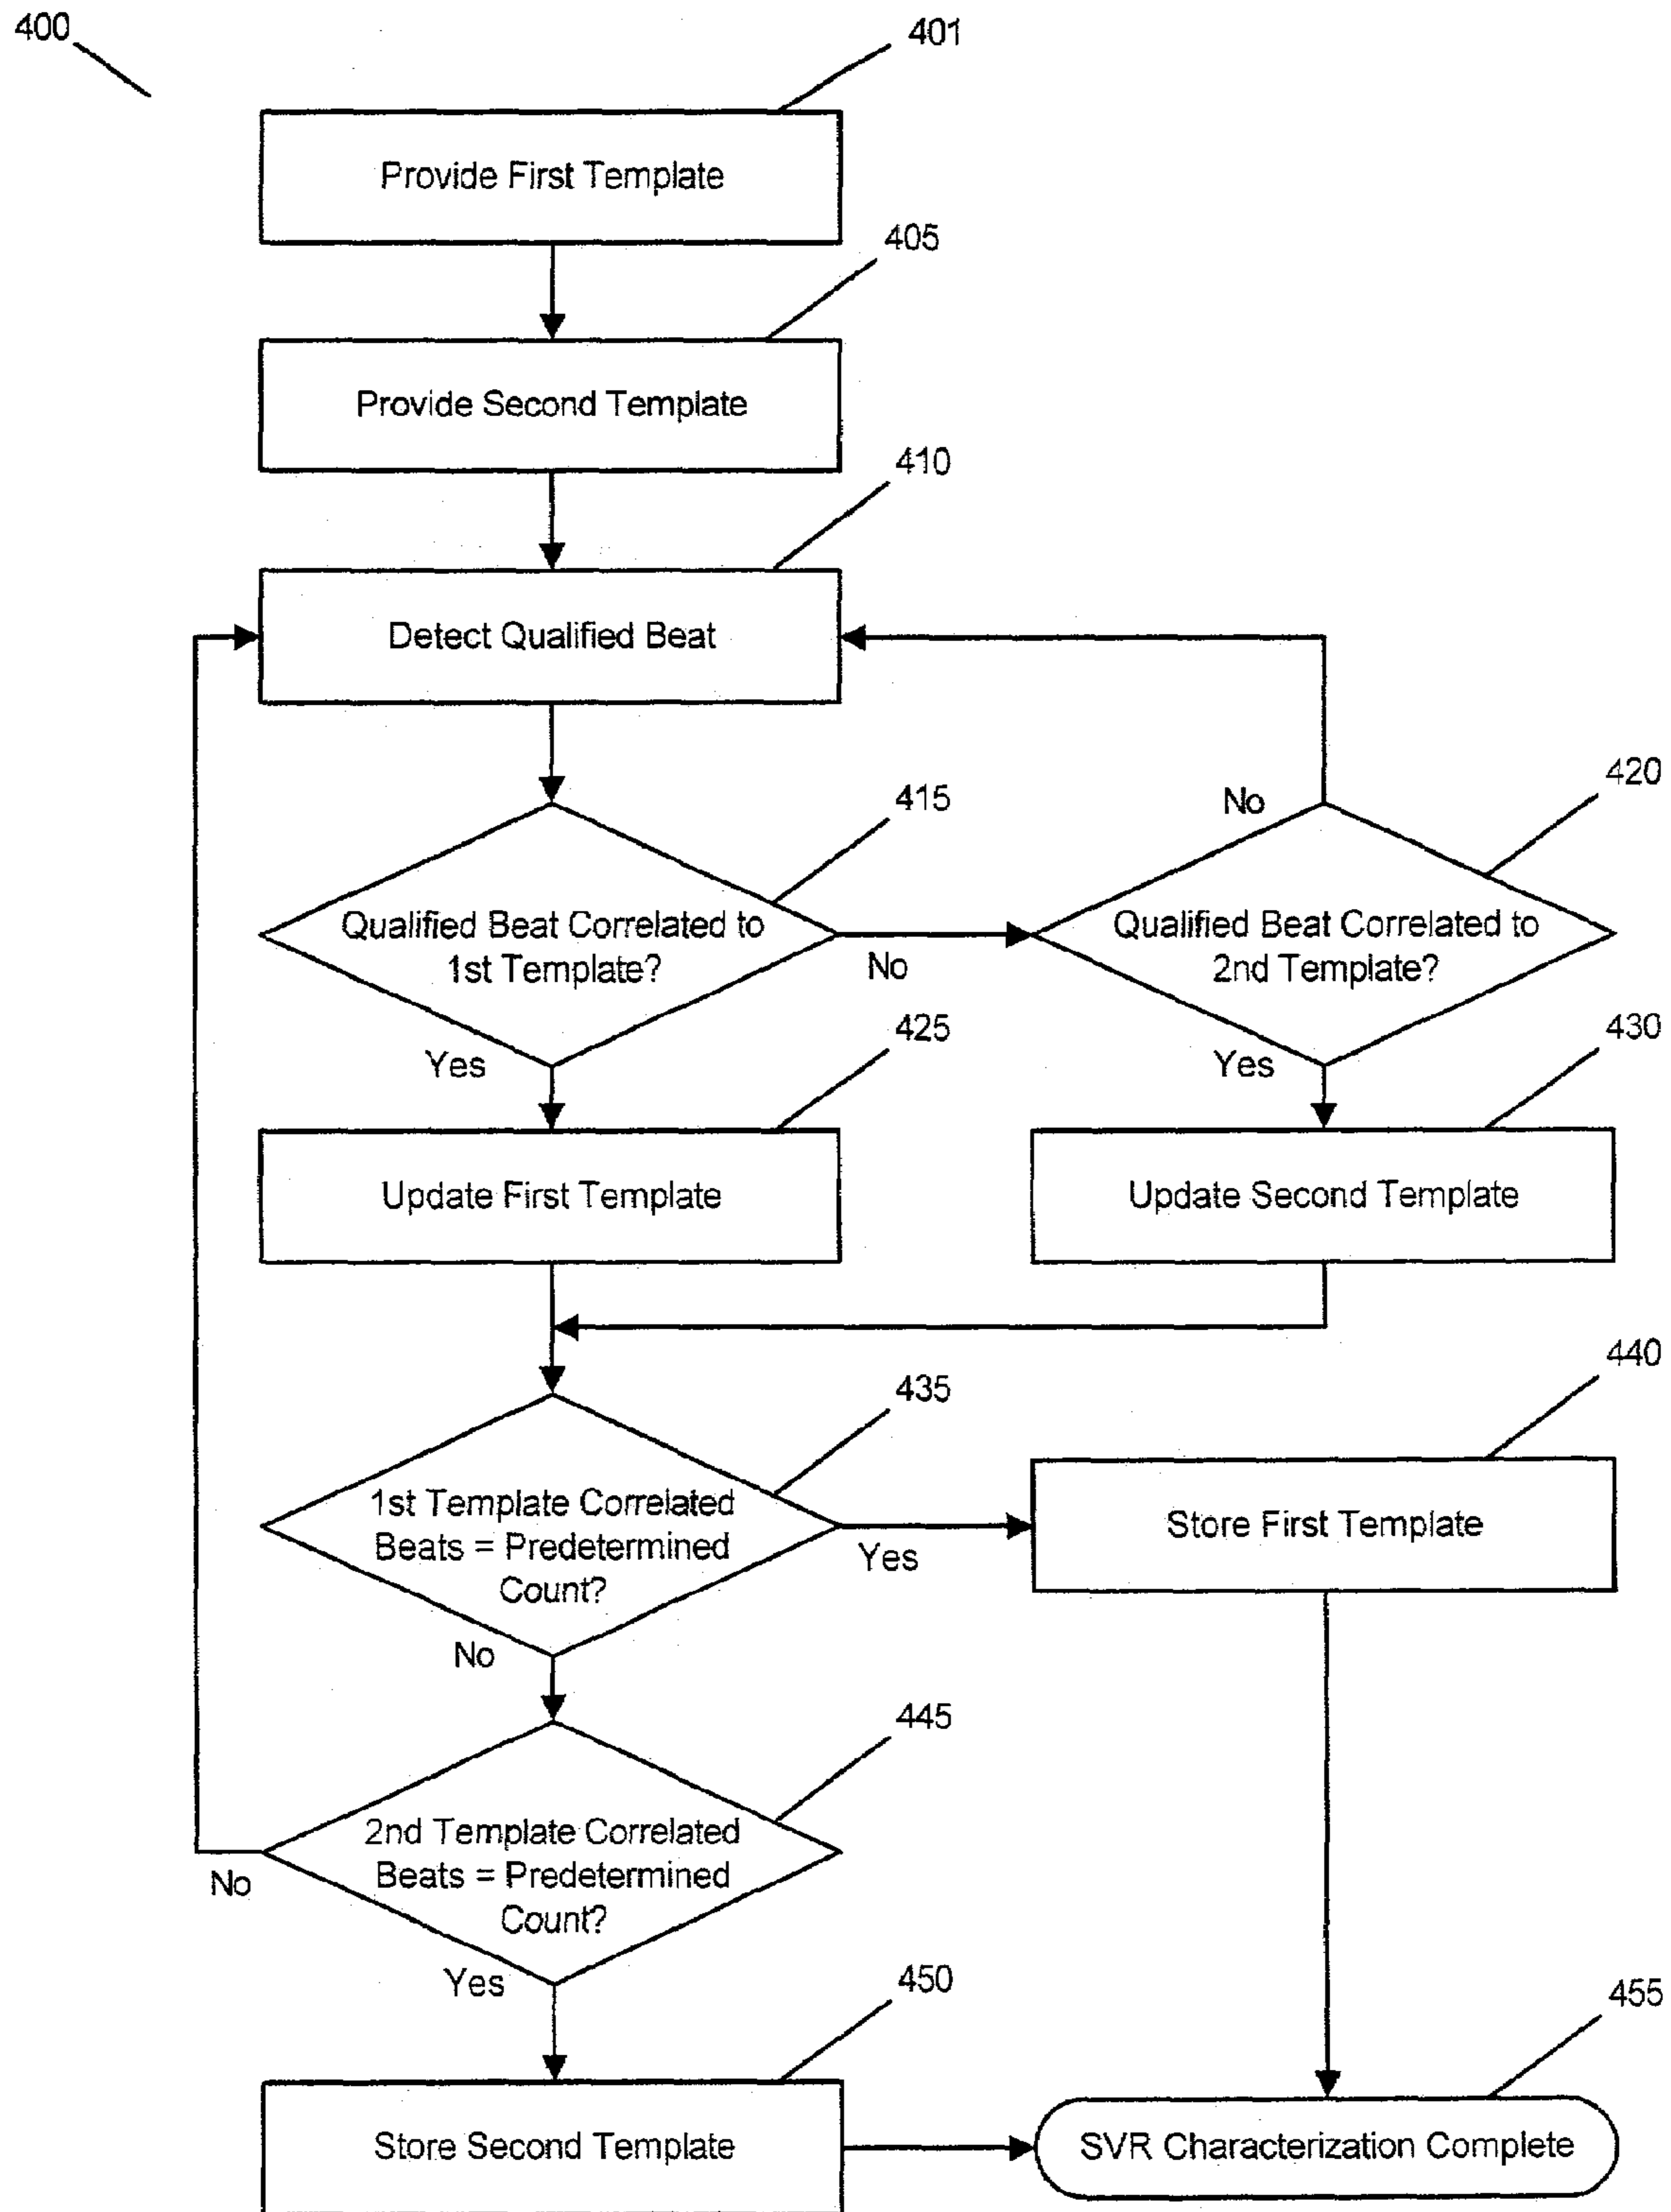 400
401
Provide First Template
405
Provide Second Template
410
Detect Qualified Beat
415
420
No
Qualified Beat Correlated to
1st Template?
No
Qualified Beat Correlated to
2nd Template?
425
430
Yes
Yes
Update First Template
Update Second Template
435
440
1st Template Correlated
Beats = Predetermined
Count?
Yes
Store First Template
No
445
2nd Template Correlated
Beats = Predetermined
Count?
No
Yes
450
455
Store Second Template
SVR Characterization Complete